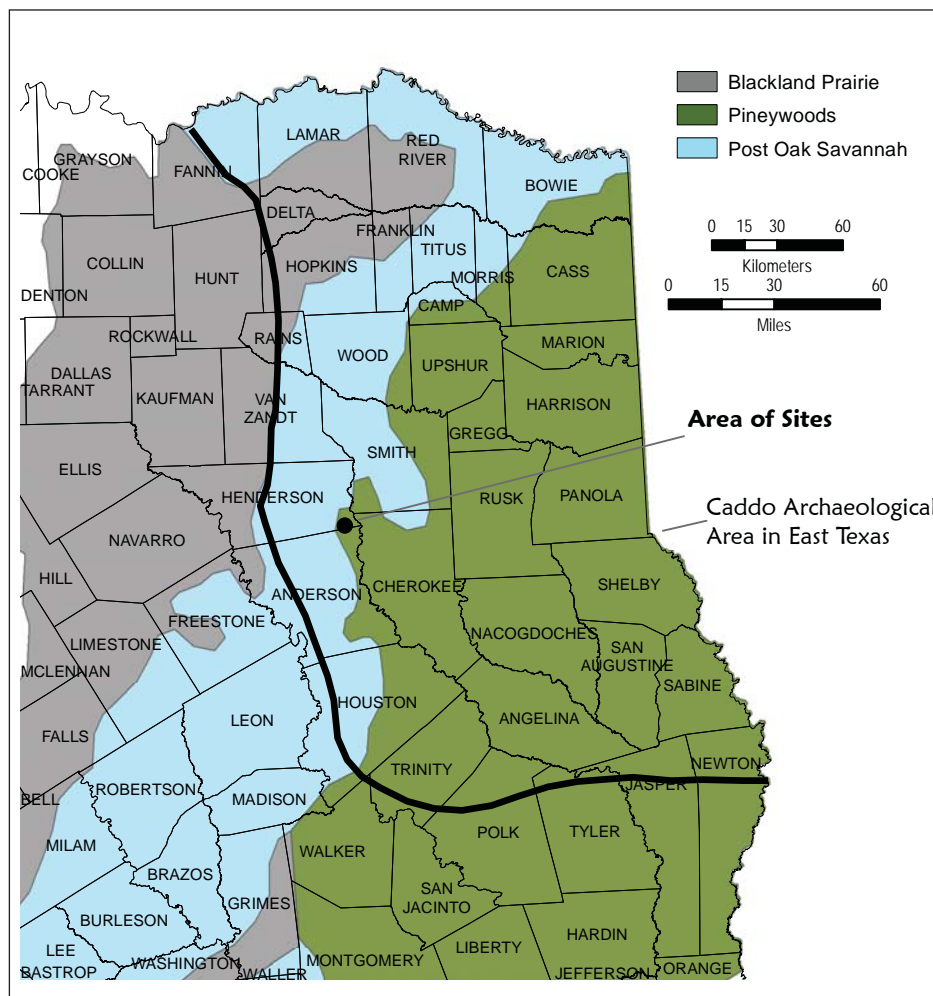 Blackland Prairie
Pineywoods
Post Oak Savannah
LAMAR
RED
RIVER
GRAYSON
COOKE
FANNIN
BOWIE
DELTA
FRANKLIN
TITUS
COLLIN
HUNT
HOPKINS
MORRIS
CASS
0 15 30 60
Kilometers
DENTON
CAMP
0 15 30 60
Miles
ROCKWALL
RAINS
WOOD
MARION
UPSHUR
DALLAS
TARRANT
KAUFMAN
VAN
ZANDT
HARRISON
Area of Sites
GREGG
SMITH
ELLIS
HENDERSON
RUSK
PANOLA
Caddo Archaeological
Area in East Texas
NAVARRO
HILL
ANDERSON
CHEROKEE
SHELBY
FREESTONE
LIMESTONE
NACOGDOCHES
SAN
AUGUSTINE
MCLENNAN
SABINE
HOUSTON
LEON
ANGELINA
FALLS
TRINITY
NEWTON
BELL
ROBERTSON
JASPER
MADISON
POLK
TYLER
MILAM
WALKER
BRAZOS
SAN
JACINTO
GRIMES
BURLESON
HARDIN
LEE
BASTROP
WASHINGTON
WALLER
MONTGOMERY
LIBERTY
JEFFERSON
ORANGE